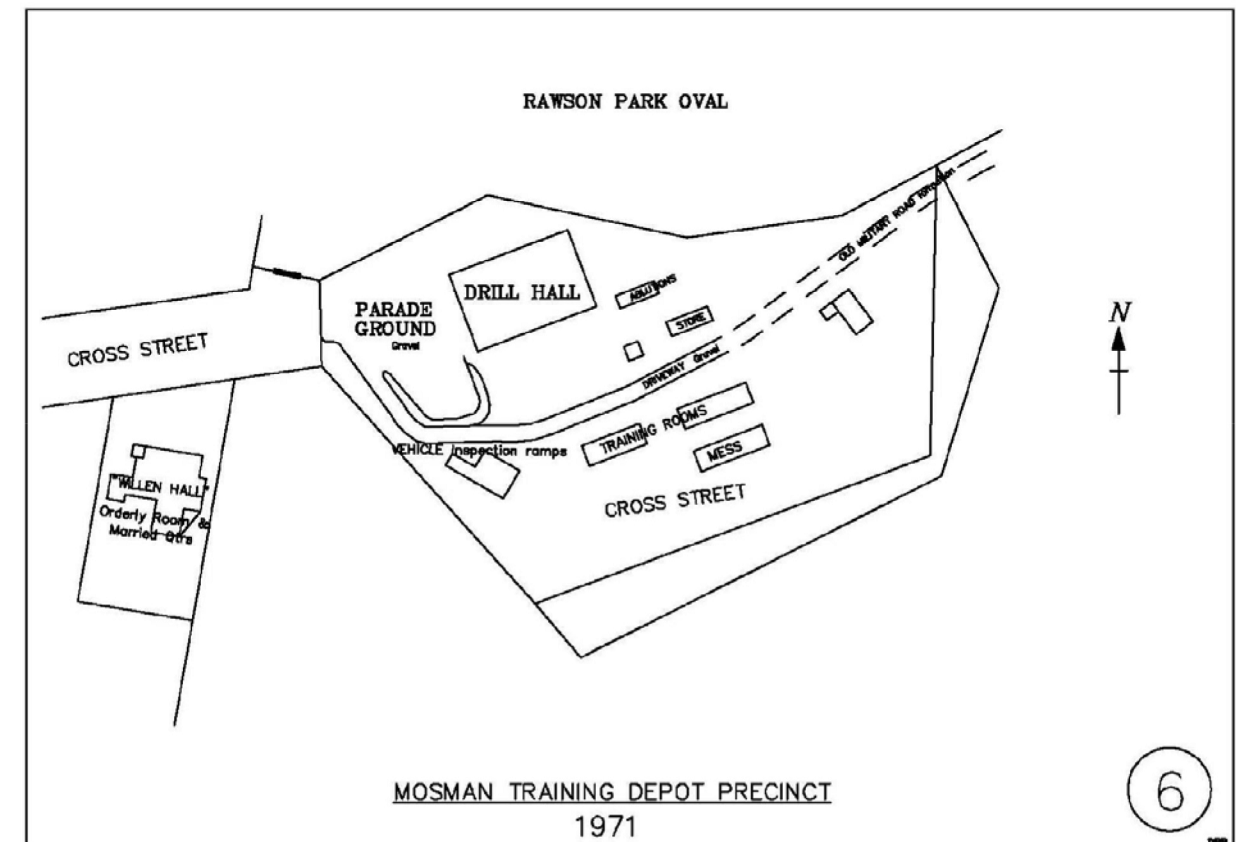 RAWSON PARK OVAL
OLD MILITARY ROAD formation
ABLUTIONS
DRILL HALL
PARADE
GROUND
Gravel
STORE
N
CROSS STREET
DRIVEWAY Gravel
TRAINING ROOMS
VEHICLE inspection ramps
MESS
"WILLEN HALL"
Orderly Room &
Married Qtrs
CROSS STREET
MOSMAN TRAINING DEPOT PRECINCT
1971
6